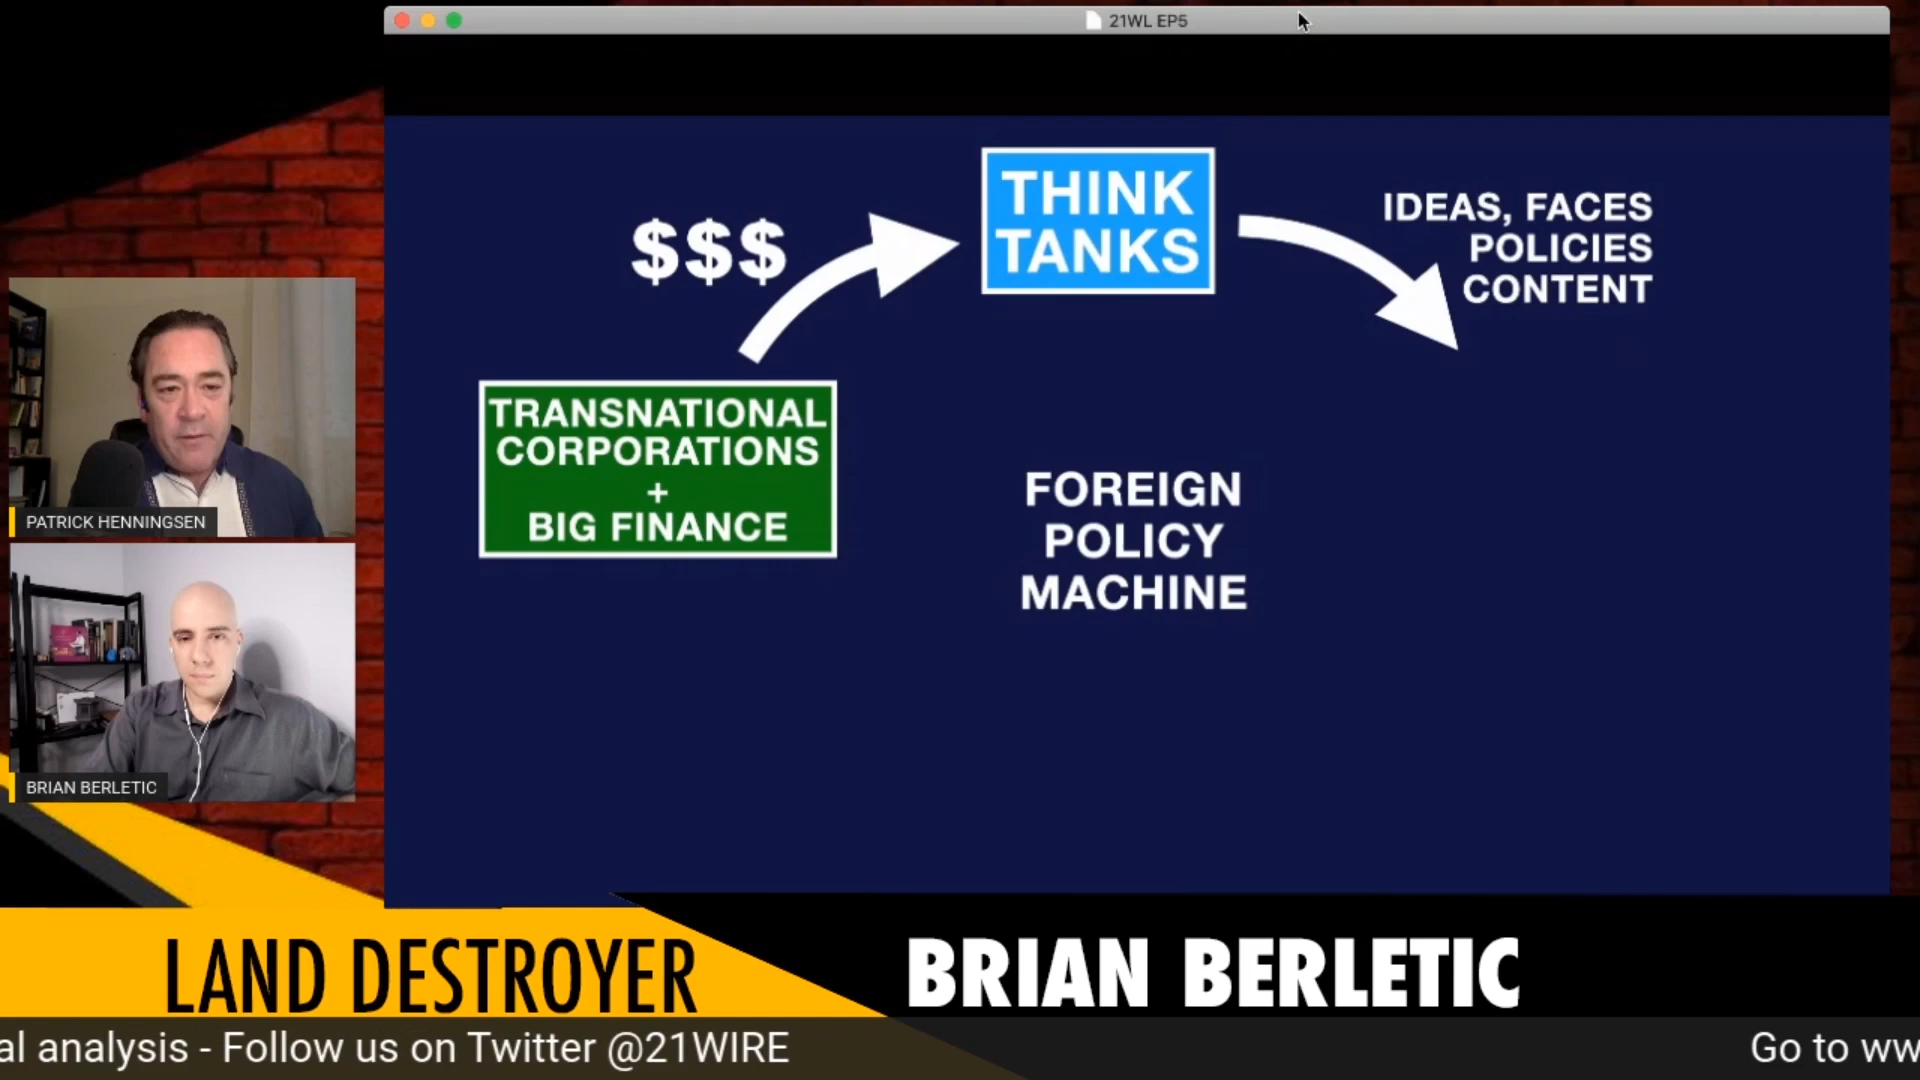 21WL EP5
$$$
THINK
TANKS
IDEAS, FACES
POLICIES
CONTENT
TRANSNATIONAL
CORPORATIONS
+
BIG FINANCE
FOREIGN
POLICY
MACHINE
PATRICK HENNINGSEN
BRIAN BERLETIC
LAND DESTROYER
BRIAN BERLETIC
al analysis - Follow us on Twitter @21WIRE
Go to ww